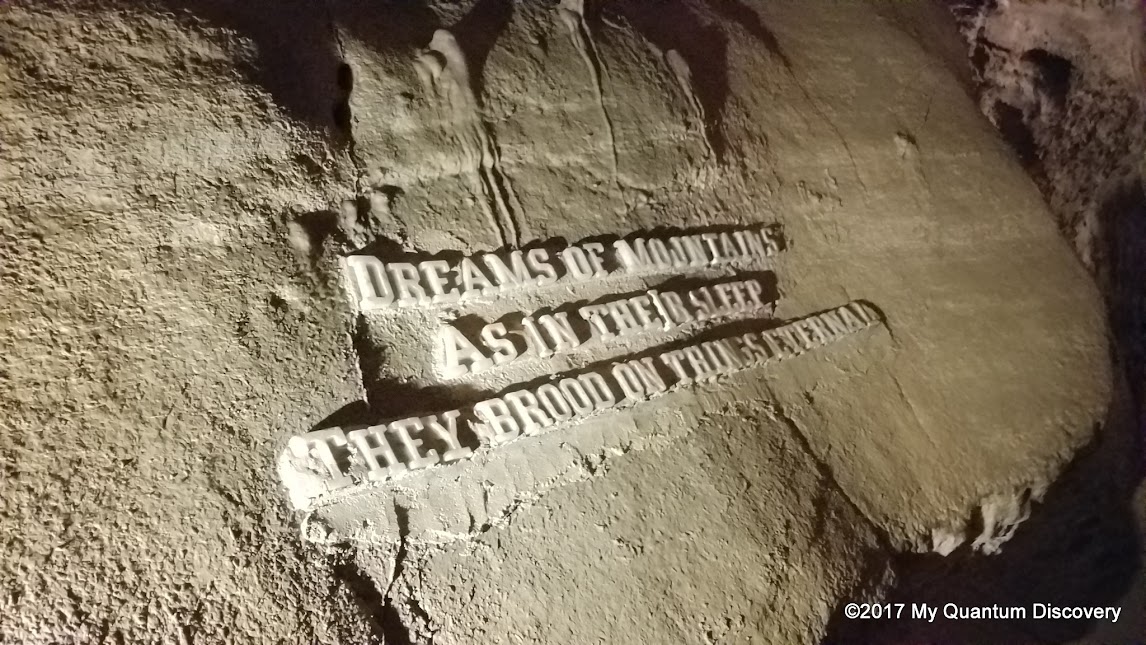 DREAMS OF MOUNTAINS
AS IN THEIR SLEEP
THEY BROOD ON THINGS ETERNAL
©2017 My Quantum Discovery